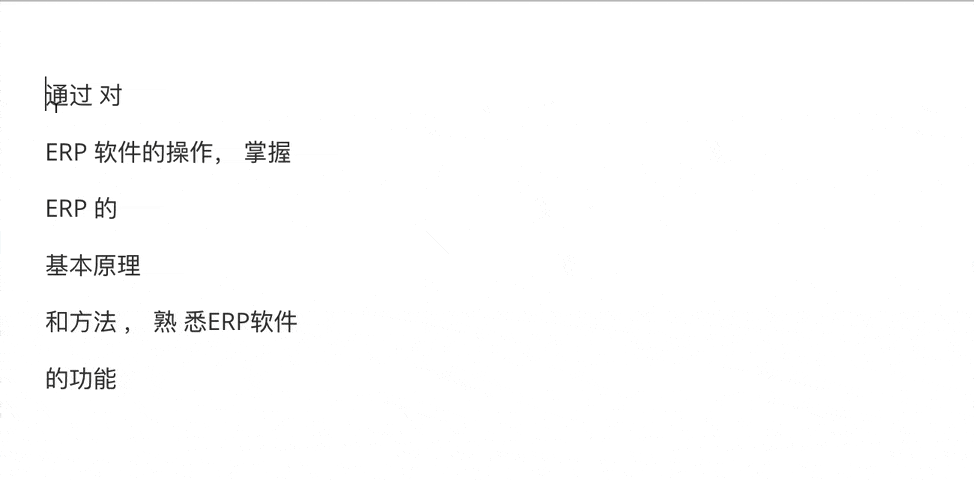 通过 对
ERP 软件的操作， 掌握
ERP 的
基本原理
和方法 ， 熟 悉ERP软件
的功能